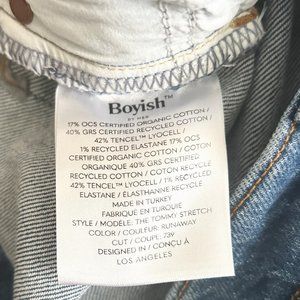 Boyish™
17% OCS CERTIFIED ORGANIC COTTON /
40% GRS CERTIFIED RECYCLED COTTON /
42% TENCEL™ LYOCELL /
1% RECYCLED ELASTANE 17% OCS
CERTIFIED ORGANIC COTTON / COTON
ORGANIQUE 40% GRS CERTIFIED
RECYCLED COTTON / COTON RECYCLÉ
42% TENCEL™ LYOCELL / 1% RECYCLED
ELASTANE / ÉLASTHANNE RECYCLÉ
MADE IN TURKEY
FABRIQUÉ EN TURQUIE
STYLE / MODÈLE: THE TOMMY STRETCH
COLOR / COULEUR: RUNAWAY
CUT / COUPE: 739
DESIGNED IN / CONÇU À
LOS ANGELES